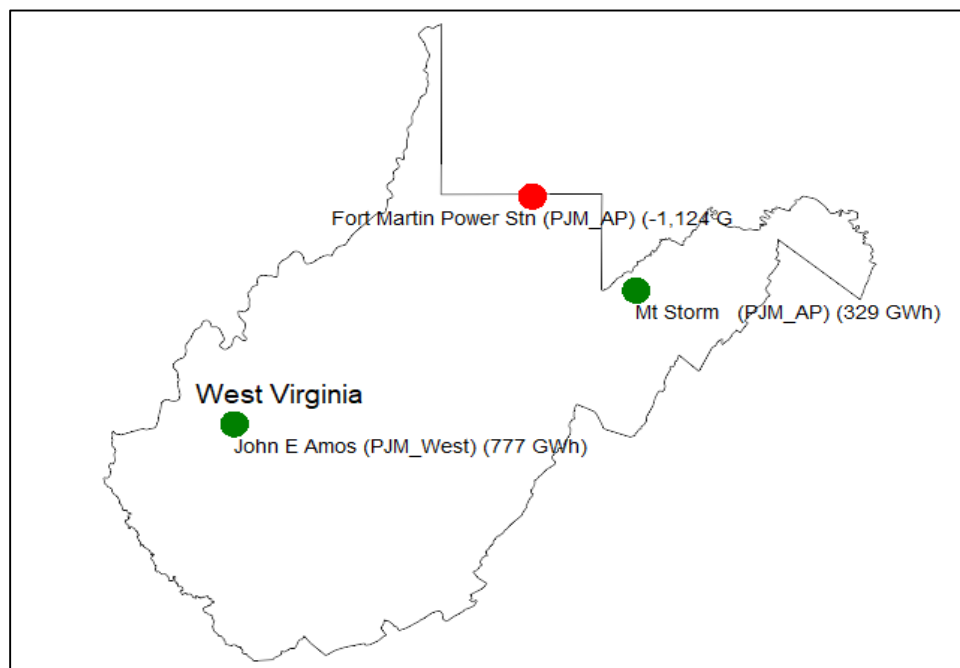 Fort Martin Power Stn (PJM_AP) (-1,124 G
Mt Storm   (PJM_AP) (329 GWh)
West Virginia
John E Amos (PJM_West) (777 GWh)